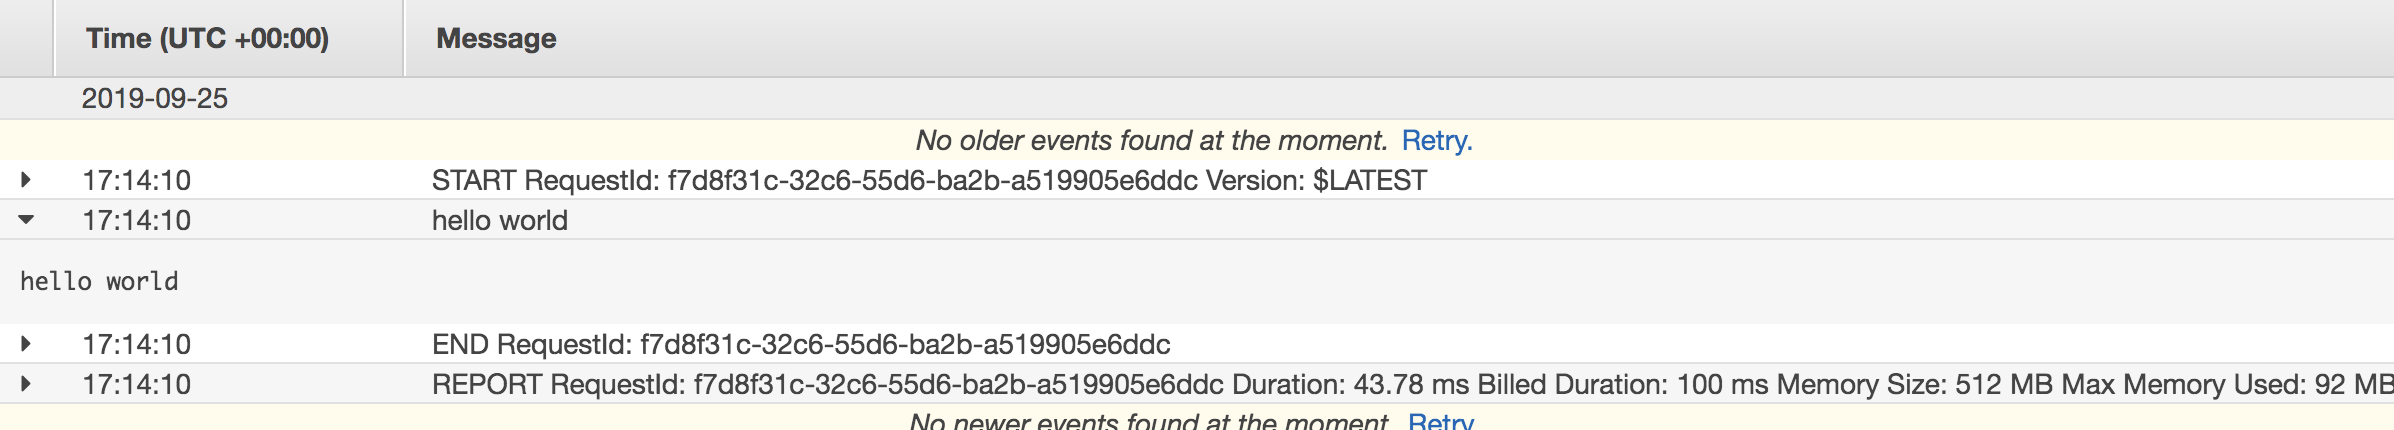 Time (UTC +00:00) Message
2019-09-25
No older events found at the moment. Retry.
17:14:10 START RequestId: f7d8f31c-32c6-55d6-ba2b-a519905e6ddc Version: $LATEST
17:14:10 hello world
hello world
17:14:10 END RequestId: f7d8f31c-32c6-55d6-ba2b-a519905e6ddc
17:14:10 REPORT RequestId: f7d8f31c-32c6-55d6-ba2b-a519905e6ddc Duration: 43.78 ms Billed Duration: 100 ms Memory Size: 512 MB Max Memory Used: 92 MB
No newer events found at the moment. Retry.